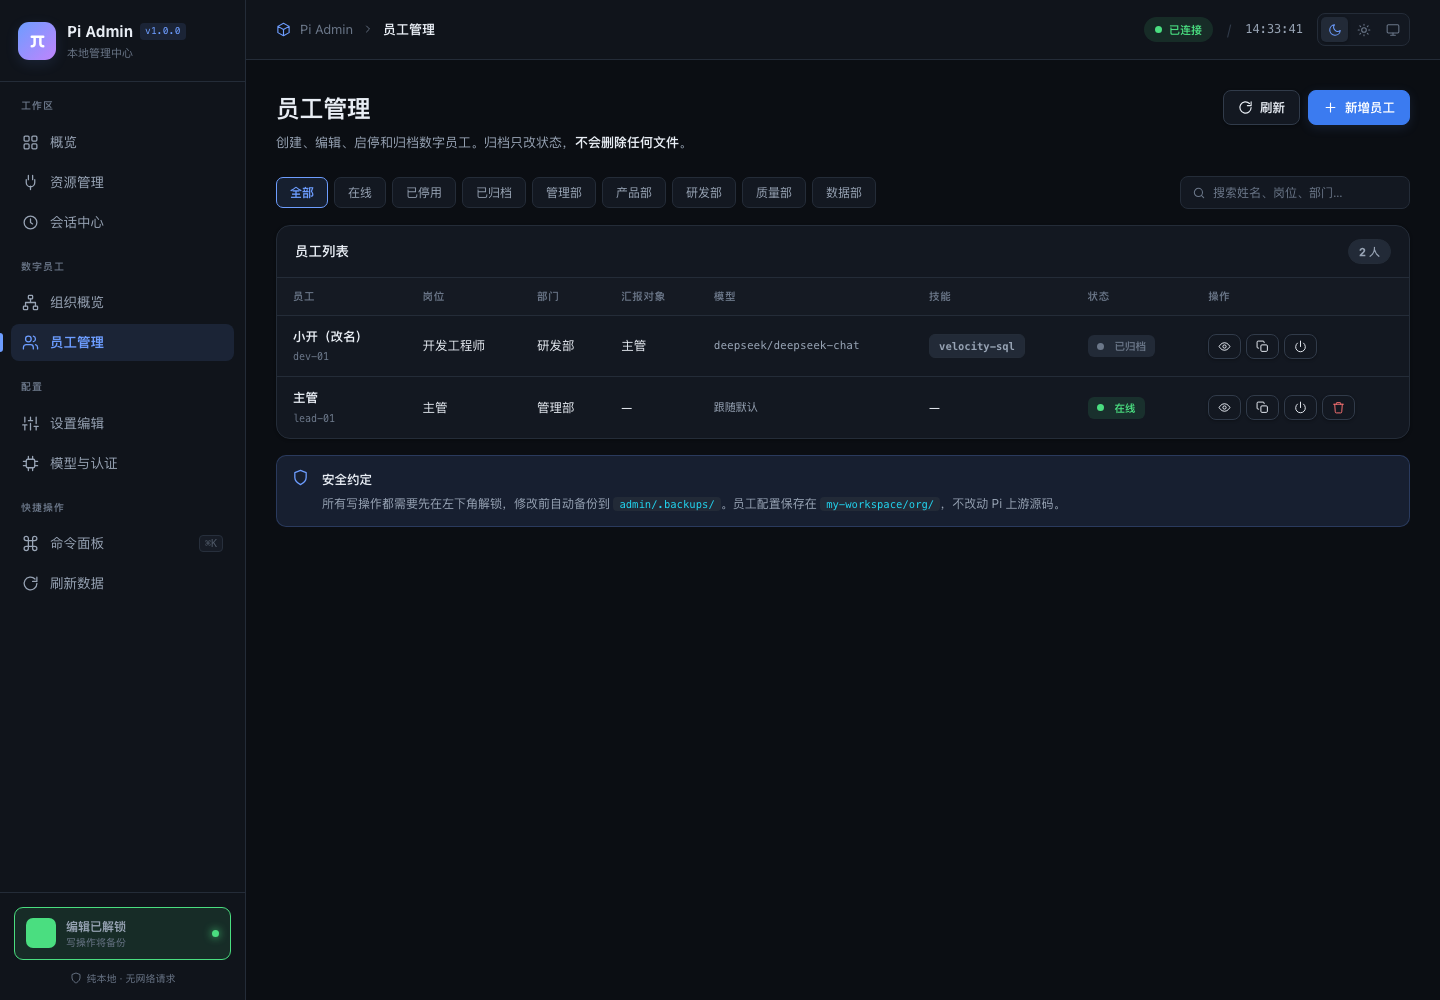 π
Pi Admin v1.0.0
本地管理中心
工作区
概览
资源管理
会话中心
数字员工
组织概览
员工管理
配置
设置编辑
模型与认证
快捷操作
命令面板 ⌘K
刷新数据
编辑已解锁
写操作将备份
纯本地 · 无网络请求
Pi Admin > 员工管理
已连接 / 14:33:41
员工管理
刷新 + 新增员工
创建、编辑、启停和归档数字员工。归档只改状态，不会删除任何文件。
全部 在线 已停用 已归档 管理部 产品部 研发部 质量部 数据部 搜索姓名、岗位、部门…
员工列表 2 人
员工 岗位 部门 汇报对象 模型 技能 状态 操作
小开（改名） 开发工程师 研发部 主管 deepseek/deepseek-chat velocity-sql 已归档
dev-01
主管 主管 管理部 — 跟随默认 — 在线
lead-01
安全约定
所有写操作都需要先在左下角解锁，修改前自动备份到 admin/.backups/ 。员工配置保存在 my-workspace/org/ ，不改动 Pi 上游源码。